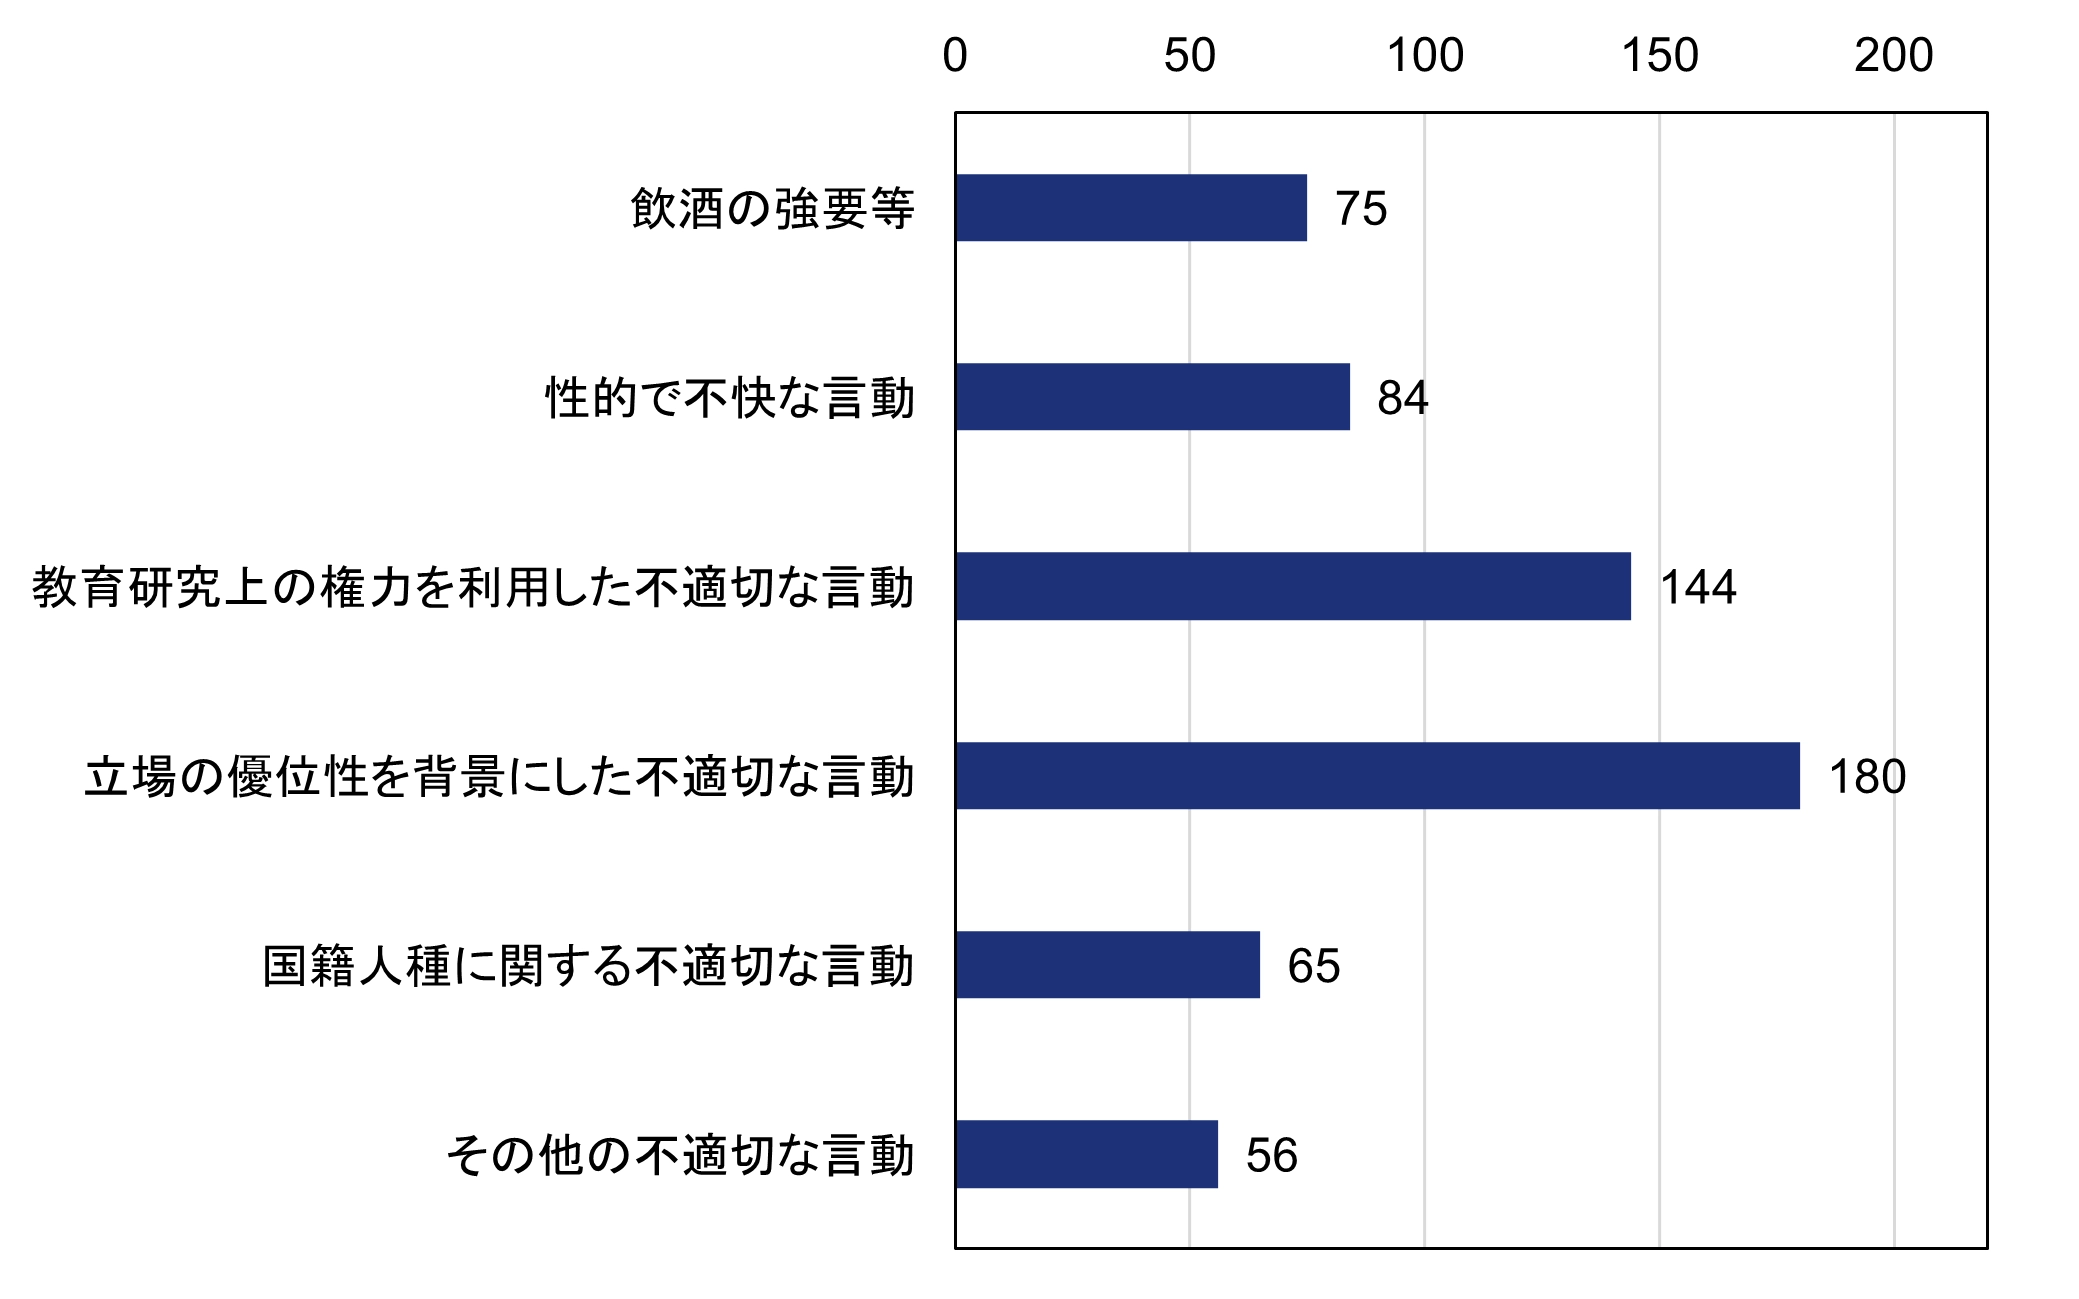 0 50 100 150 200
飲酒の強要等 75
性的で不快な言動 84
教育研究上の権力を利用した不適切な言動 144
立場の優位性を背景にした不適切な言動 180
国籍人種に関する不適切な言動 65
その他の不適切な言動 56